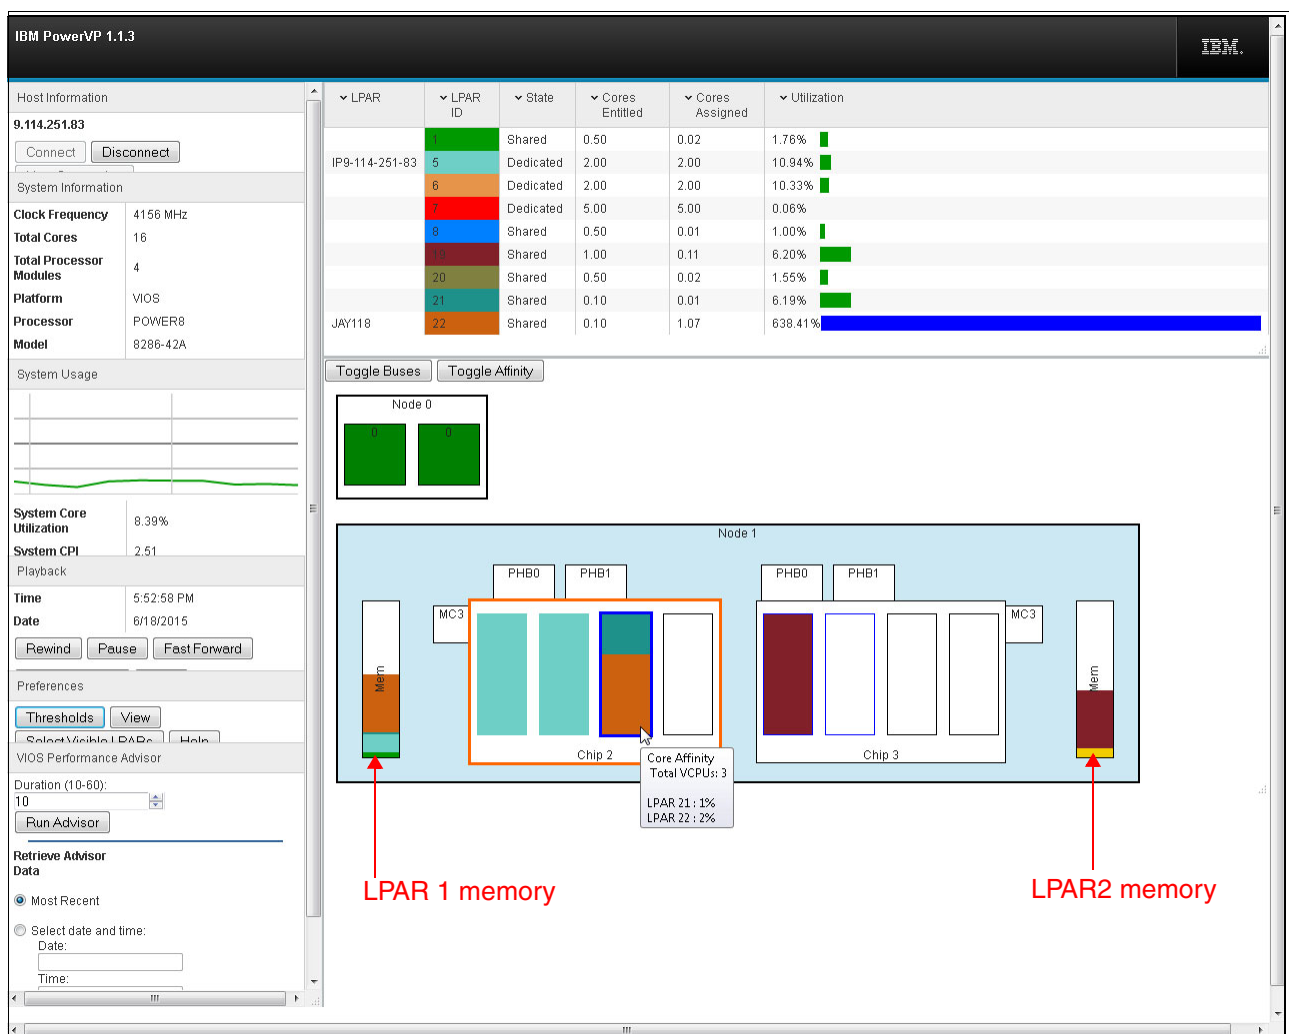 IBM PowerVP 1.1.3
IBM.
Host Information
9.114.251.83
Connect
Disconnect
System Information
Clock Frequency 4156 MHz
Total Cores 16
Total Processor Modules 4
Platform VIOS
Processor POWER8
Model 8286-42A
System Usage
System Core Utilization 8.39%
System CPI 2.51
Playback
Time 5:52:58 PM
Date 6/18/2015
Rewind Pause Fast Forward
Preferences
Thresholds View
Select Visible LPARs Help
VIOS Performance Advisor
Duration (10-60):
10
Run Advisor
Retrieve Advisor
Data
Most Recent
Select date and time:
Date:
Time:
LPAR LPAR ID State Cores Entitled Cores Assigned Utilization
1 Shared 0.50 0.02 1.76%
IP9-114-251-83 5 Dedicated 2.00 2.00 10.94%
6 Dedicated 2.00 2.00 10.33%
7 Dedicated 5.00 5.00 0.06%
8 Shared 0.50 0.01 1.00%
19 Shared 1.00 0.11 6.20%
20 Shared 0.50 0.02 1.55%
21 Shared 0.10 0.01 6.19%
JAY118 22 Shared 0.10 1.07 638.41%
Toggle Buses Toggle Affinity
Node 0
0 0
Node 1
PHB0 PHB1 PHB0 PHB1
MC3 MC3
Mem Mem
Chip 2 Chip 3
Core Affinity
Total VCPUs: 3
LPAR 21 : 1%
LPAR 22 : 2%
LPAR 1 memory
LPAR2 memory